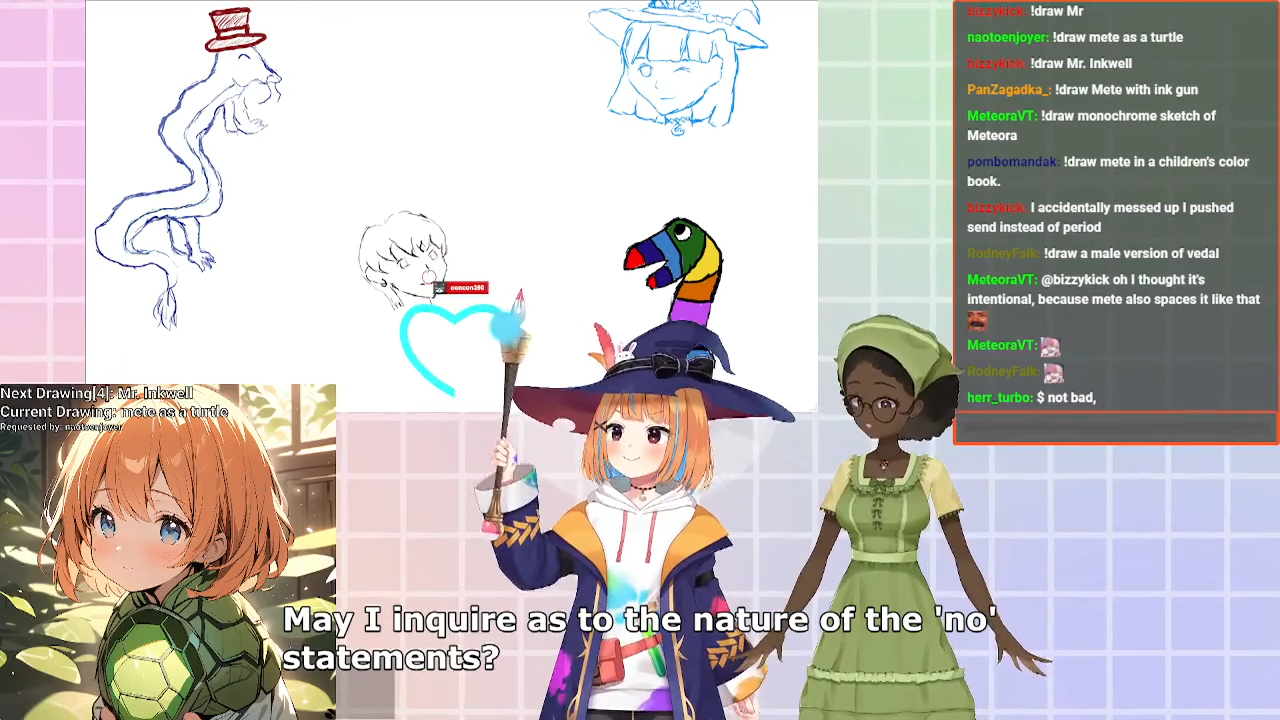 bizzykick: !draw Mr
naotoenjoyer: !draw mete as a turtle
bizzykick: !draw Mr. Inkwell
PanZagadka_: !draw Mete with ink gun
MeteoraVT: !draw monochrome sketch of
Meteora
pombomandak: !draw mete in a children's color
book.
bizzykick: I accidentally messed up I pushed
send instead of period
RodneyFalk: !draw a male version of vedal
MeteoraVT: @bizzykick oh I thought it's
intentional, because mete also spaces it like that
MeteoraVT:
RodneyFalk:
herr_turbo: $ not bad,
concon390
Next Drawing[4]: Mr. Inkwell
Current Drawing: mete as a turtle
Requested by: naotoenjoyer
May I inquire as to the nature of the 'no'
statements?